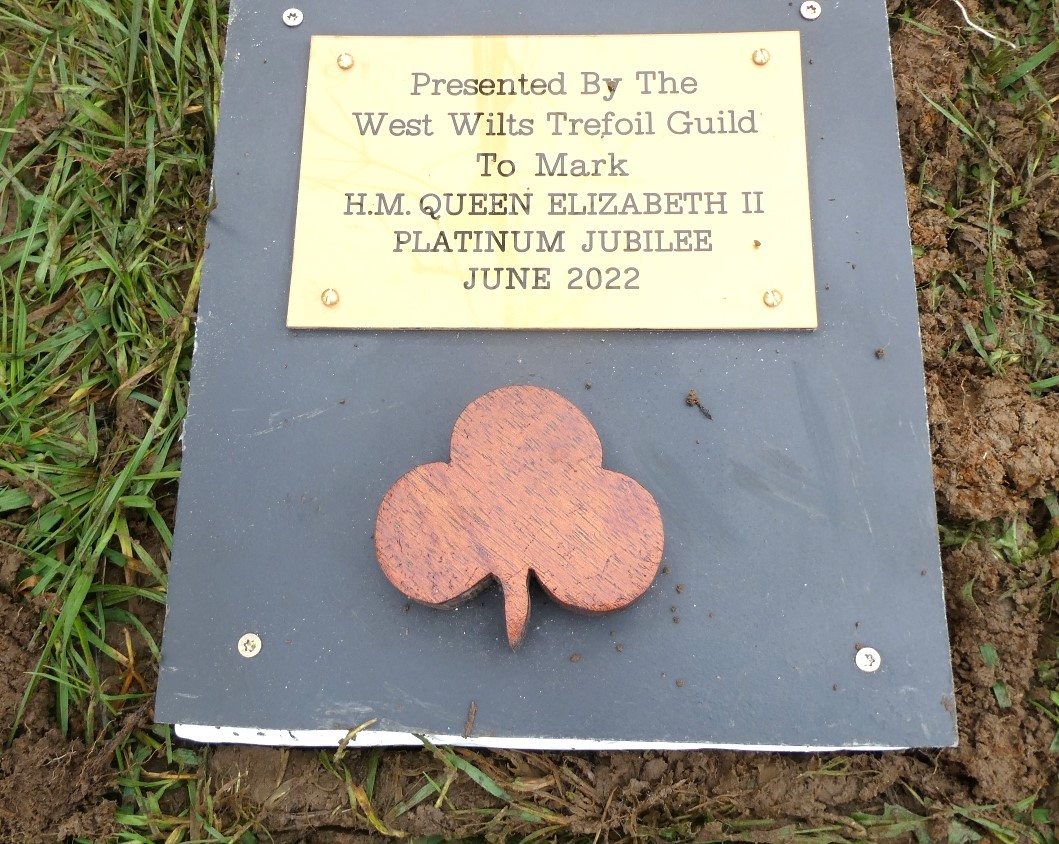 Presented By The
West Wilts Trefoil Guild
To Mark
H.M. QUEEN ELIZABETH II
PLATINUM JUBILEE
JUNE 2022